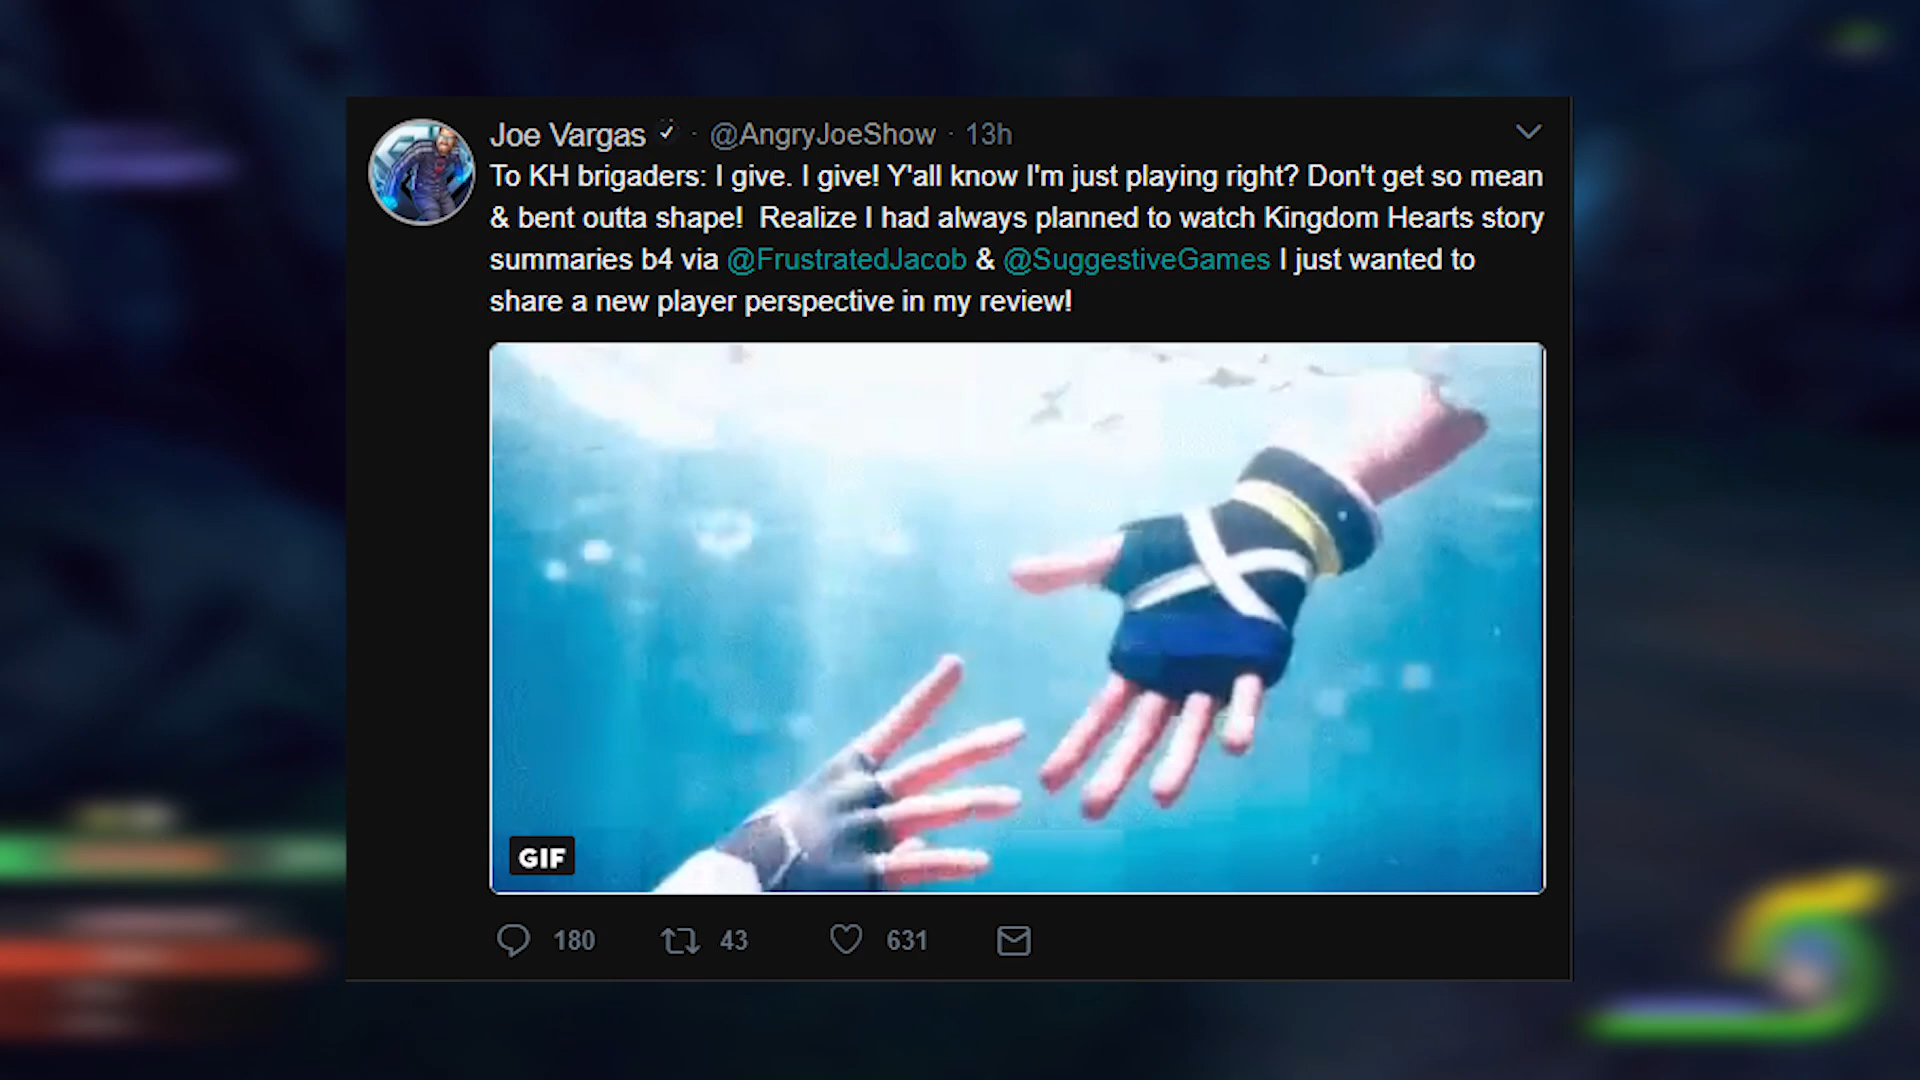 Joe Vargas · @AngryJoeShow · 13h
To KH brigaders: I give. I give! Y'all know I'm just playing right? Don't get so mean
& bent outta shape!  Realize I had always planned to watch Kingdom Hearts story
summaries b4 via @FrustratedJacob & @SuggestiveGames I just wanted to
share a new player perspective in my review!
GIF
180 43 631